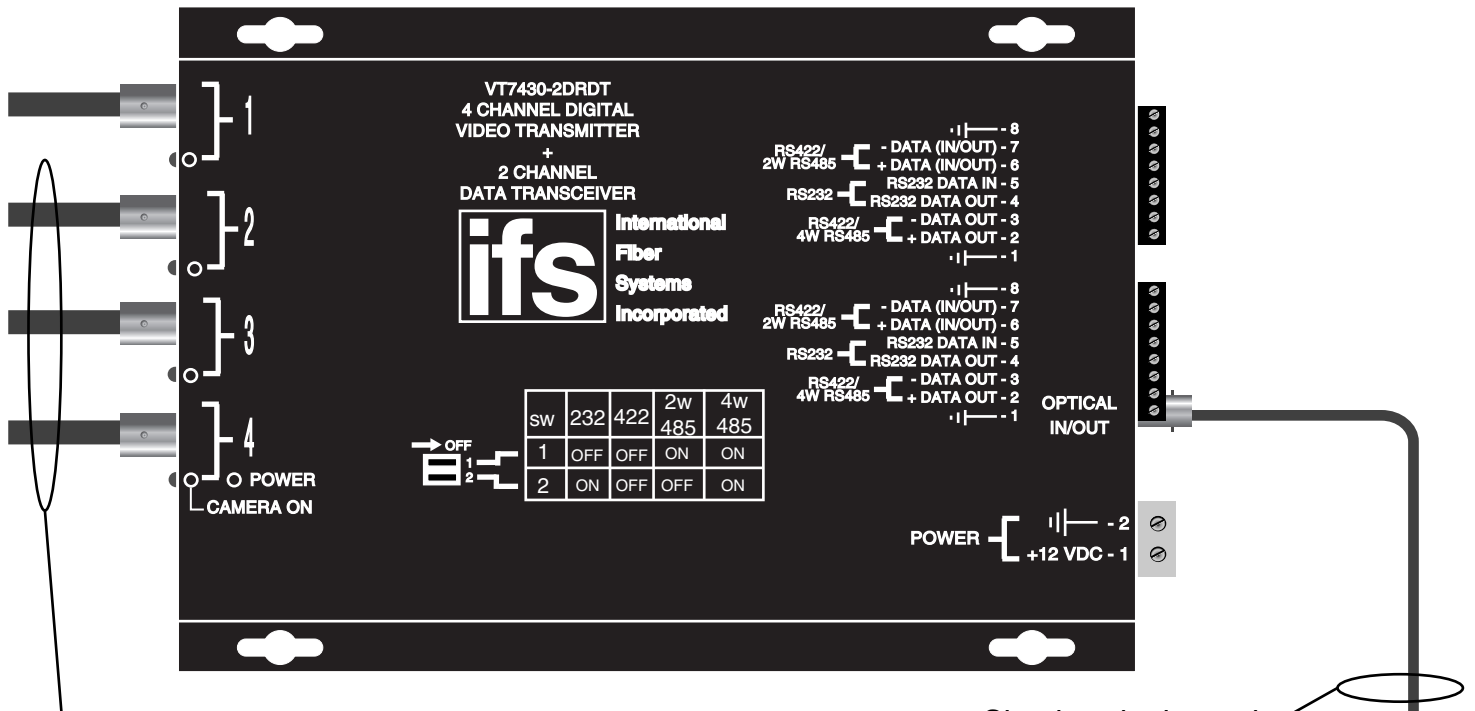 VT7430-2DRDT
4 CHANNEL DIGITAL
VIDEO TRANSMITTER
+
2 CHANNEL
DATA TRANSCEIVER
ifs
International
Fiber
Systems
Incorporated
1
2
3
4
POWER
CAMERA ON
- 8
RS422/
2W RS485
- DATA (IN/OUT) - 7
+ DATA (IN/OUT) - 6
RS232
RS232 DATA IN - 5
RS232 DATA OUT - 4
RS422/
4W RS485
- DATA OUT - 3
+ DATA OUT - 2
- 1
- 8
RS422/
2W RS485
- DATA (IN/OUT) - 7
+ DATA (IN/OUT) - 6
RS232
RS232 DATA IN - 5
RS232 DATA OUT - 4
RS422/
4W RS485
- DATA OUT - 3
+ DATA OUT - 2
- 1
OPTICAL
IN/OUT
OFF
1
2
SW 232 422 2w 485 4w 485
1 OFF OFF ON ON
2 ON OFF OFF ON
POWER
- 2
+12 VDC - 1